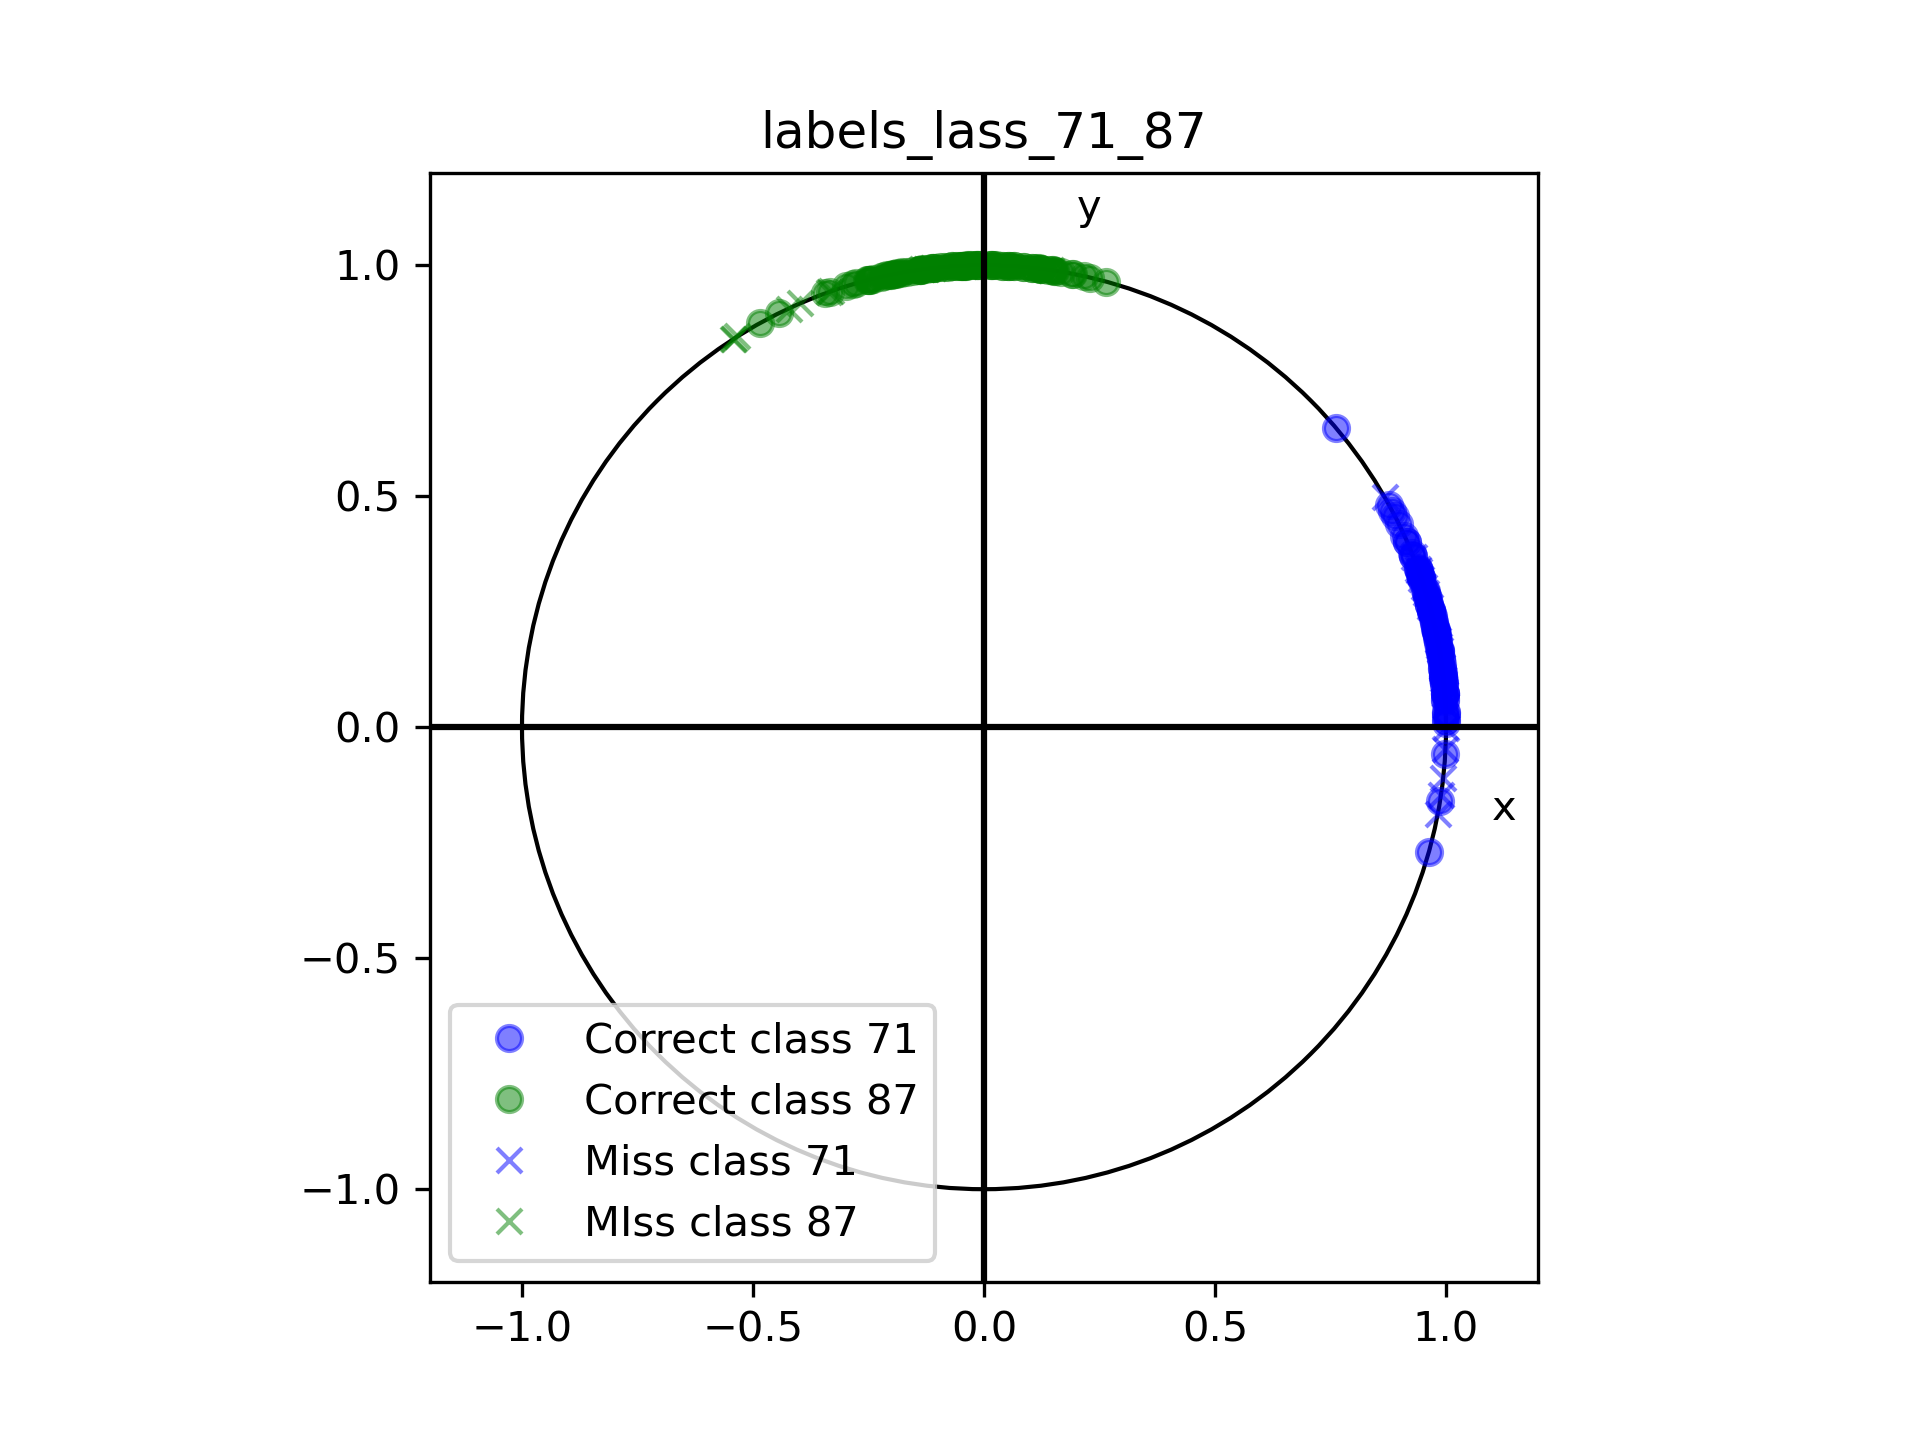 labels_lass_71_87
y
1.0
0.5
0.0
x
−0.5
−1.0
Correct class 71
Correct class 87
Miss class 71
MIss class 87
−1.0 −0.5 0.0 0.5 1.0